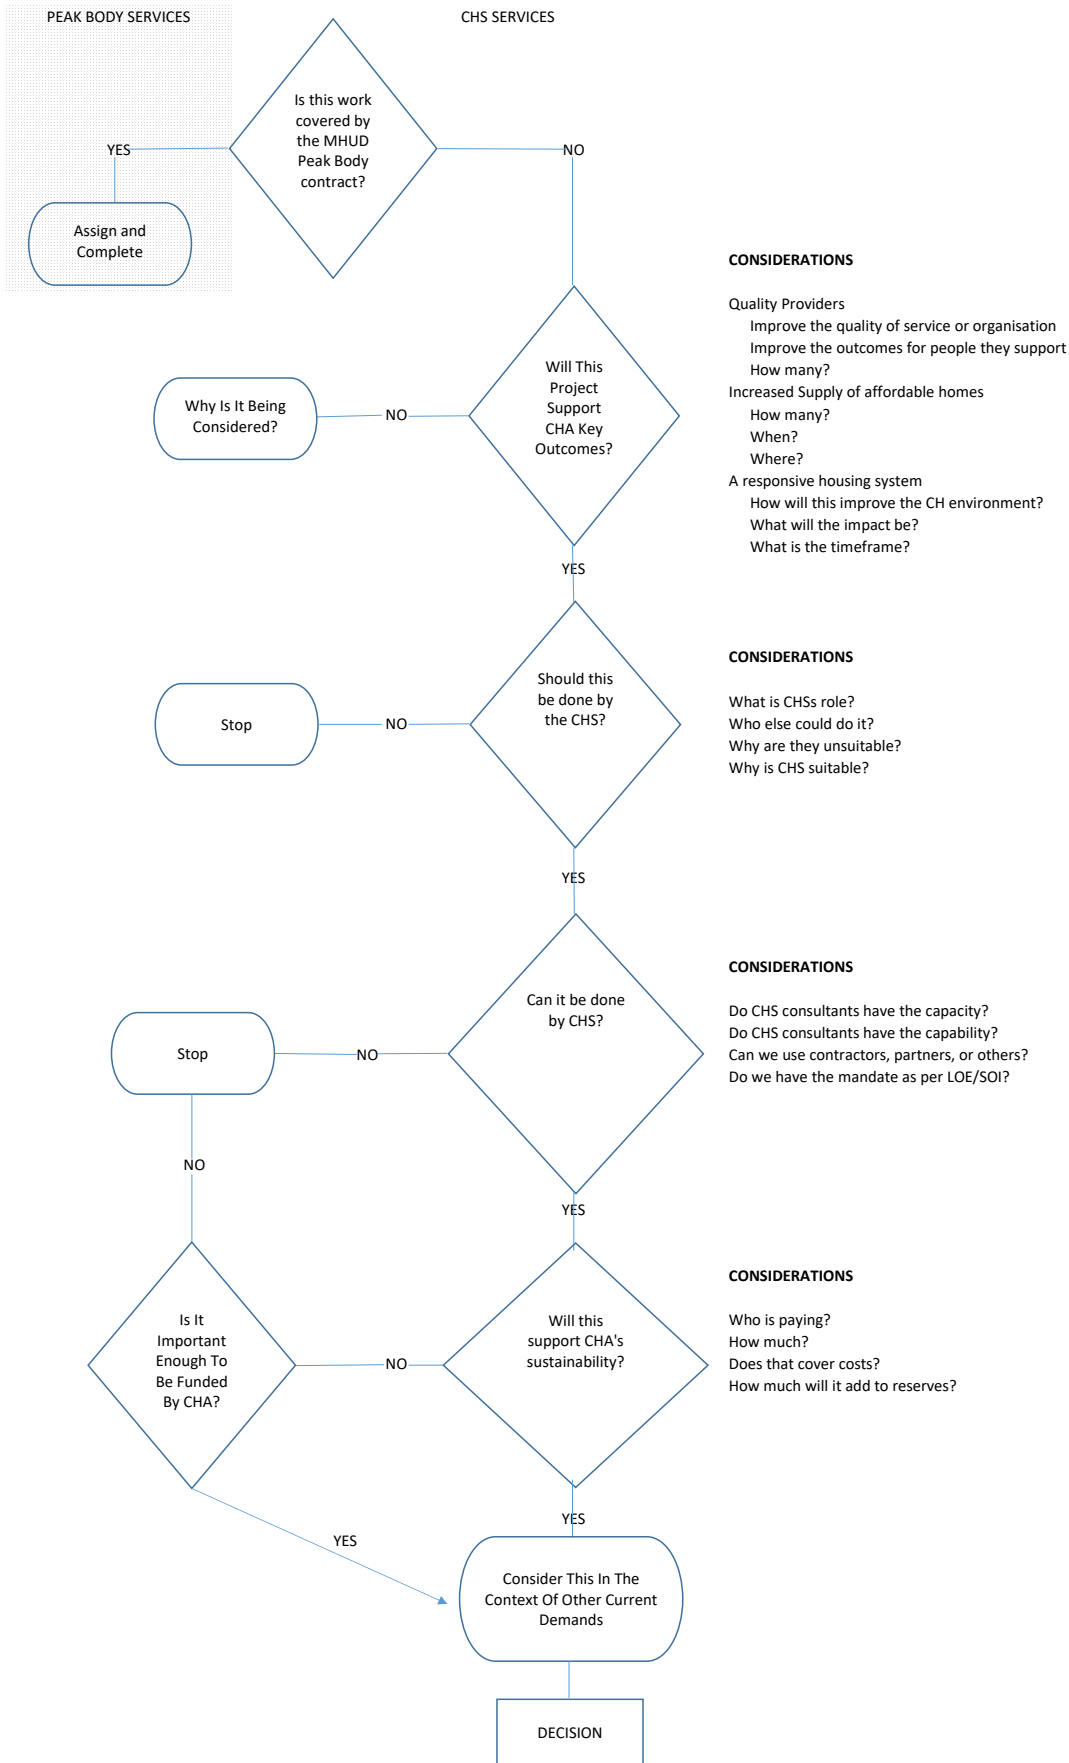 PEAK BODY SERVICES
CHS SERVICES
Is this work
covered by
the MHUD
Peak Body
contract?
YES
NO
Assign and
Complete
CONSIDERATIONS
Quality Providers
Improve the quality of service or organisation
Improve the outcomes for people they support
How many?
Increased Supply of affordable homes
How many?
When?
Where?
A responsive housing system
How will this improve the CH environment?
What will the impact be?
What is the timeframe?
Will This
Project
Support
CHA Key
Outcomes?
NO
Why Is It Being
Considered?
YES
Should this
be done by
the CHS?
NO
Stop
CONSIDERATIONS
What is CHSs role?
Who else could do it?
Why are they unsuitable?
Why is CHS suitable?
YES
Can it be done
by CHS?
NO
Stop
CONSIDERATIONS
Do CHS consultants have the capacity?
Do CHS consultants have the capability?
Can we use contractors, partners, or others?
Do we have the mandate as per LOE/SOI?
NO
YES
Is It
Important
Enough To
Be Funded
By CHA?
NO
Will this
support CHA's
sustainability?
CONSIDERATIONS
Who is paying?
How much?
Does that cover costs?
How much will it add to reserves?
YES
YES
Consider This In The
Context Of Other Current
Demands
DECISION